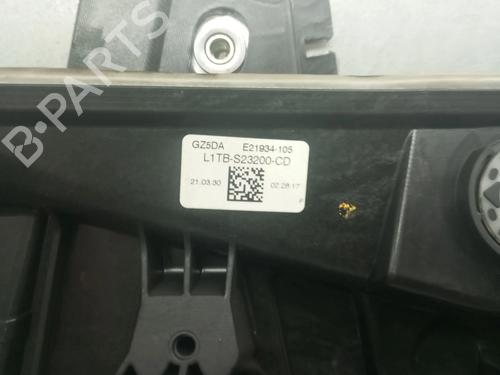 GZ5DA E21934-105
L1TB-S23200-CD
21.03.30 02:28:17
B-PARTS